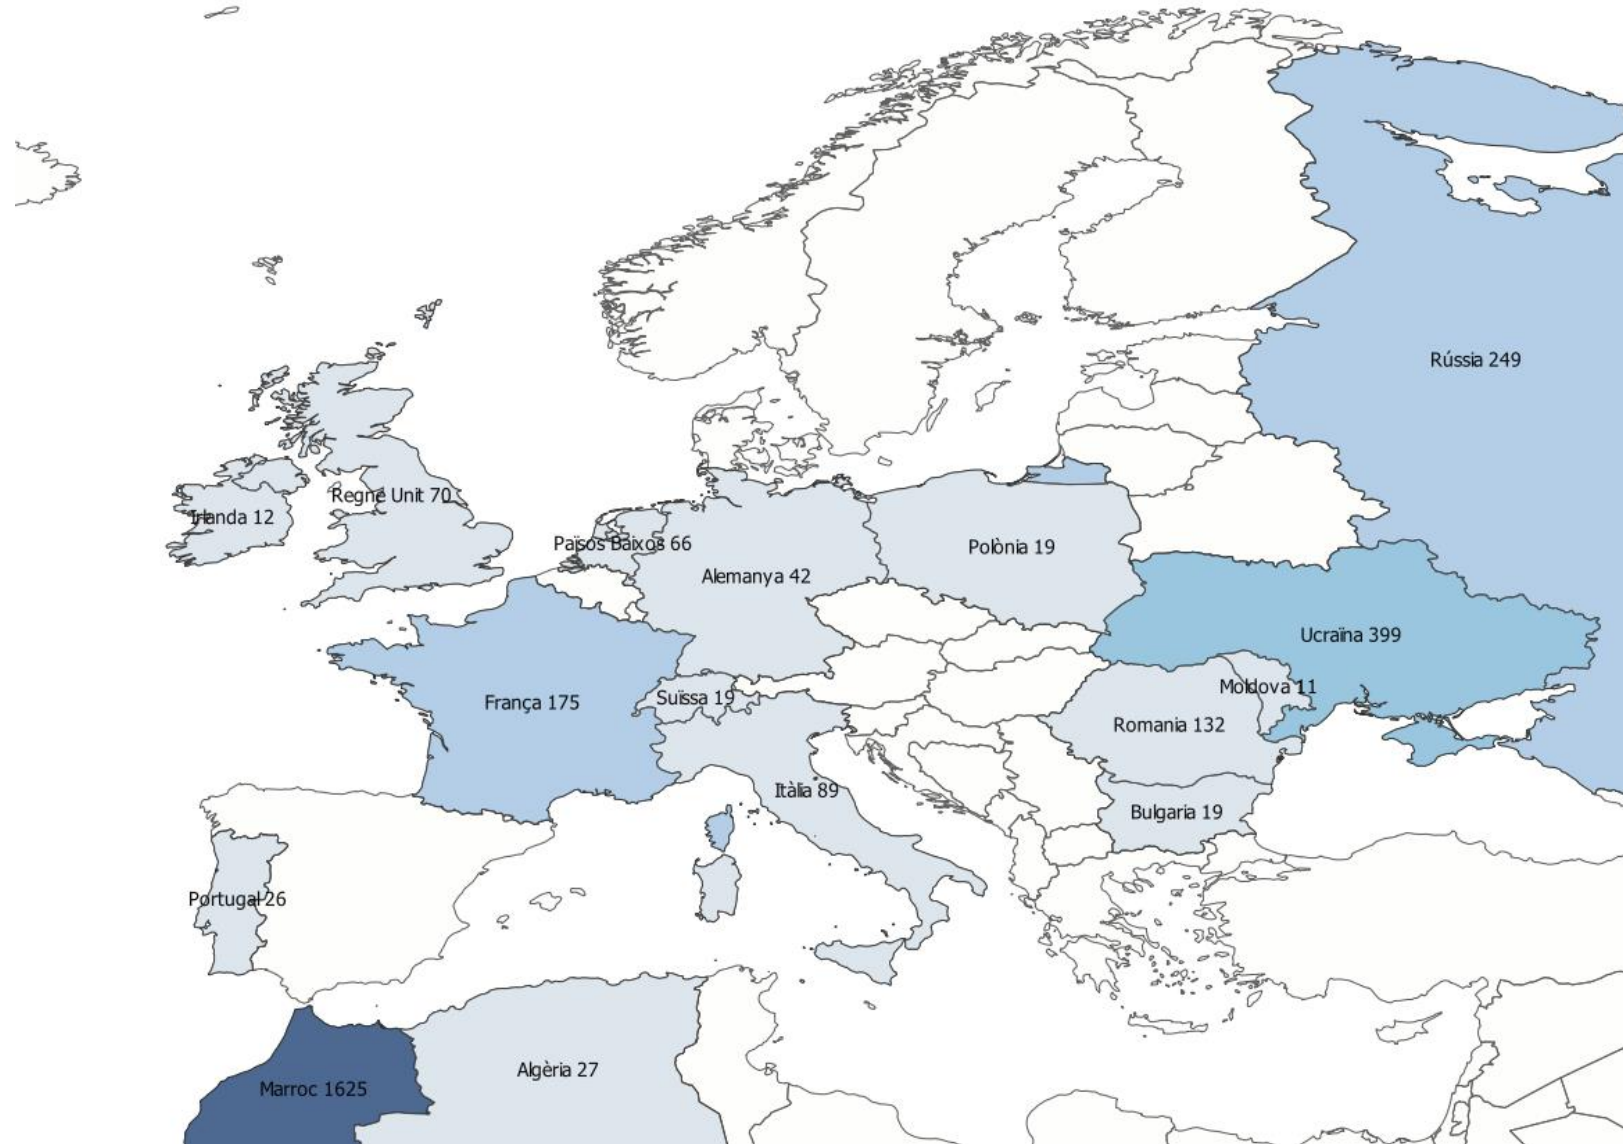 Rússia 249
Regne Unit 70
Irlanda 12
Països Baixos 66
Polònia 19
Alemanya 42
Ucraïna 399
Moldova 11
Suïssa 19
França 175
Romania 132
Itàlia 89
Bulgaria 19
Portugal 26
Algèria 27
Marroc 1625